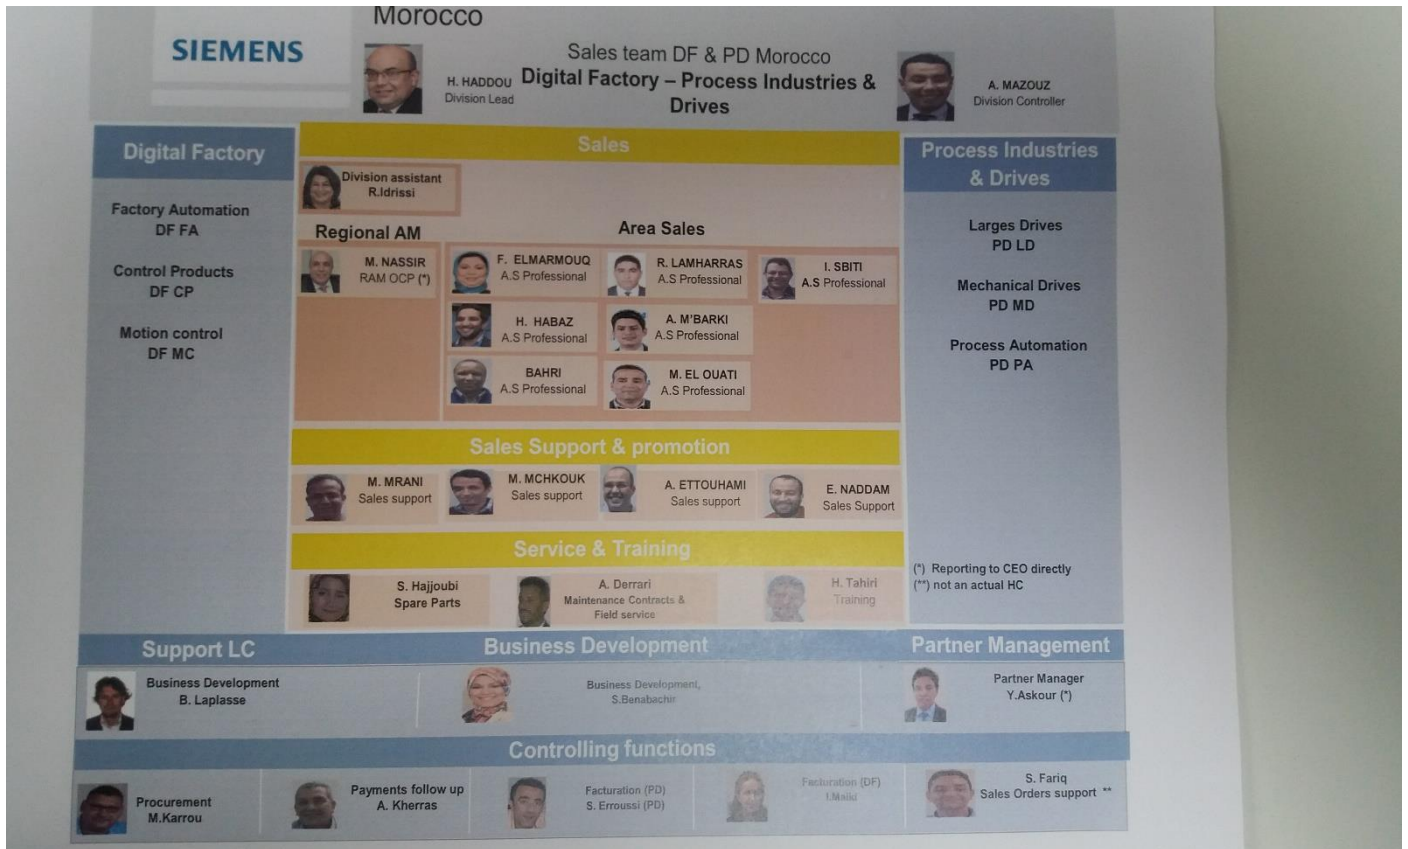 Morocco
SIEMENS
Sales team DF & PD Morocco
Digital Factory – Process Industries &
Drives
H. HADDOU
Division Lead
A. MAZOUZ
Division Controller
Digital Factory
Factory Automation
DF FA
Control Products
DF CP
Motion control
DF MC
Sales
Division assistant
R.Idrissi
Regional AM
Area Sales
M. NASSIR
RAM OCP (*)
F. ELMARMOUQ
A.S Professional
R. LAMHARRAS
A.S Professional
I. SBITI
A.S Professional
H. HABAZ
A.S Professional
A. M'BARKI
A.S Professional
BAHRI
A.S Professional
M. EL OUATI
A.S Professional
Sales Support & promotion
M. MRANI
Sales support
M. MCHKOUK
Sales support
A. ETTOUHAMI
Sales support
E. NADDAM
Sales Support
Service & Training
S. Hajjoubi
Spare Parts
A. Derrari
Maintenance Contracts &
Field service
H. Tahiri
Training
Process Industries
& Drives
Larges Drives
PD LD
Mechanical Drives
PD MD
Process Automation
PD PA
(*) Reporting to CEO directly
(**) not an actual HC
Support LC
Business Development
B. Laplasse
Business Development
Business Development,
S.Benabachir
Partner Management
Partner Manager
Y.Askour (*)
Controlling functions
Procurement
M.Karrou
Payments follow up
A. Kherras
Facturation (PD)
S. Erroussi (PD)
Facturation (DF)
I.Maiki
S. Fariq
Sales Orders support **